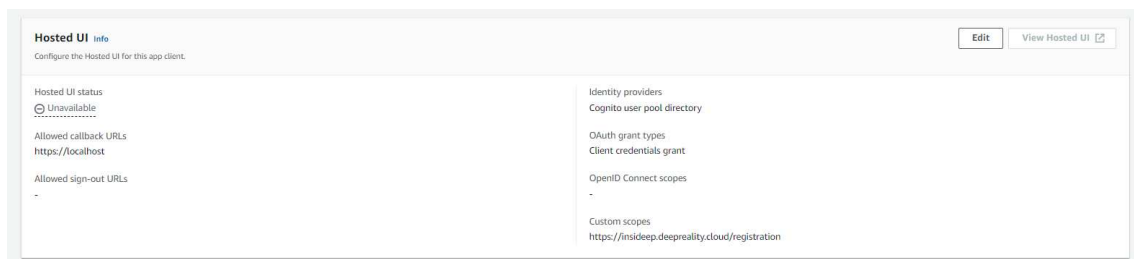 Hosted UI Info
Edit
View Hosted UI
Configure the Hosted UI for this app client.
Hosted UI status
Unavailable
Allowed callback URLs
https://localhost
Allowed sign-out URLs
-
Identity providers
Cognito user pool directory
OAuth grant types
Client credentials grant
OpenID Connect scopes
-
Custom scopes
https://insideep.deepreality.cloud/registration